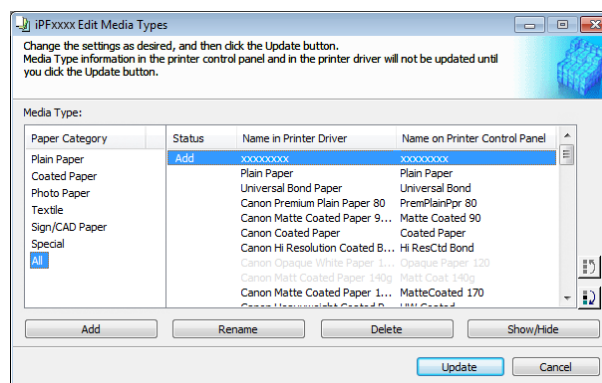 iPFxxxx Edit Media Types
Change the settings as desired, and then click the Update button.
Media Type information in the printer control panel and in the printer driver will not be updated until
you click the Update button.
Media Type:
Paper Category Status Name in Printer Driver Name on Printer Control Panel
Add xxxxxxxx xxxxxxxx
Plain Paper Plain Paper Plain Paper
Coated Paper Universal Bond Paper Universal Bond
Photo Paper Canon Premium Plain Paper 80 PremPlainPpr 80
Textile Canon Matte Coated Paper 9... Matte Coated 90
Sign/CAD Paper Canon Coated Paper Coated Paper
Special Canon Hi Resolution Coated B... Hi ResCtd Bond
All Canon Opaque White Paper 1... Opaque Paper 120
Canon Matt Coated Paper 140g Matt Coat 140g
Canon Matte Coated Paper 1... MatteCoated 170
Add Rename Delete Show/Hide
Update Cancel